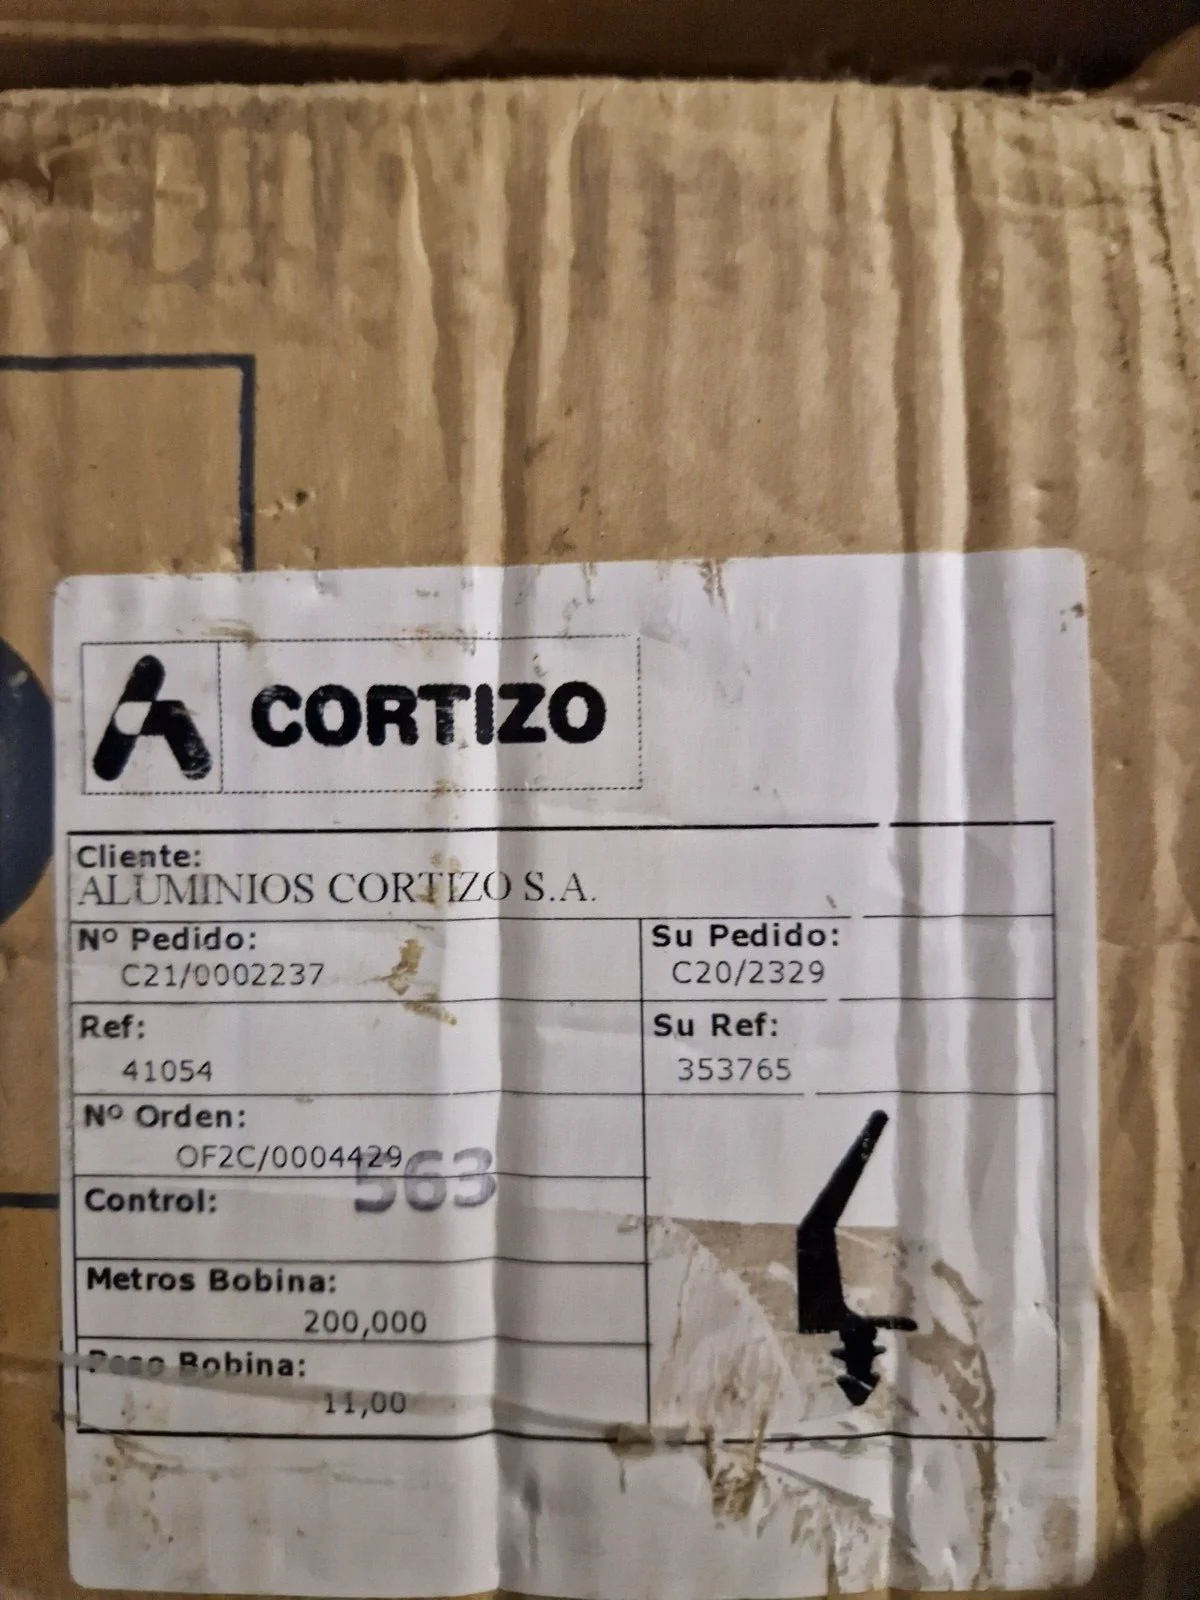 CORTIZO
Cliente:
ALUMINIOS CORTIZO S.A.
Nº Pedido:
C21/0002237
Su Pedido:
C20/2329
Ref:
41054
Su Ref:
353765
Nº Orden:
OF2C/0004429
563
Control:
Metros Bobina:
200,000
Peso Bobina:
11,00